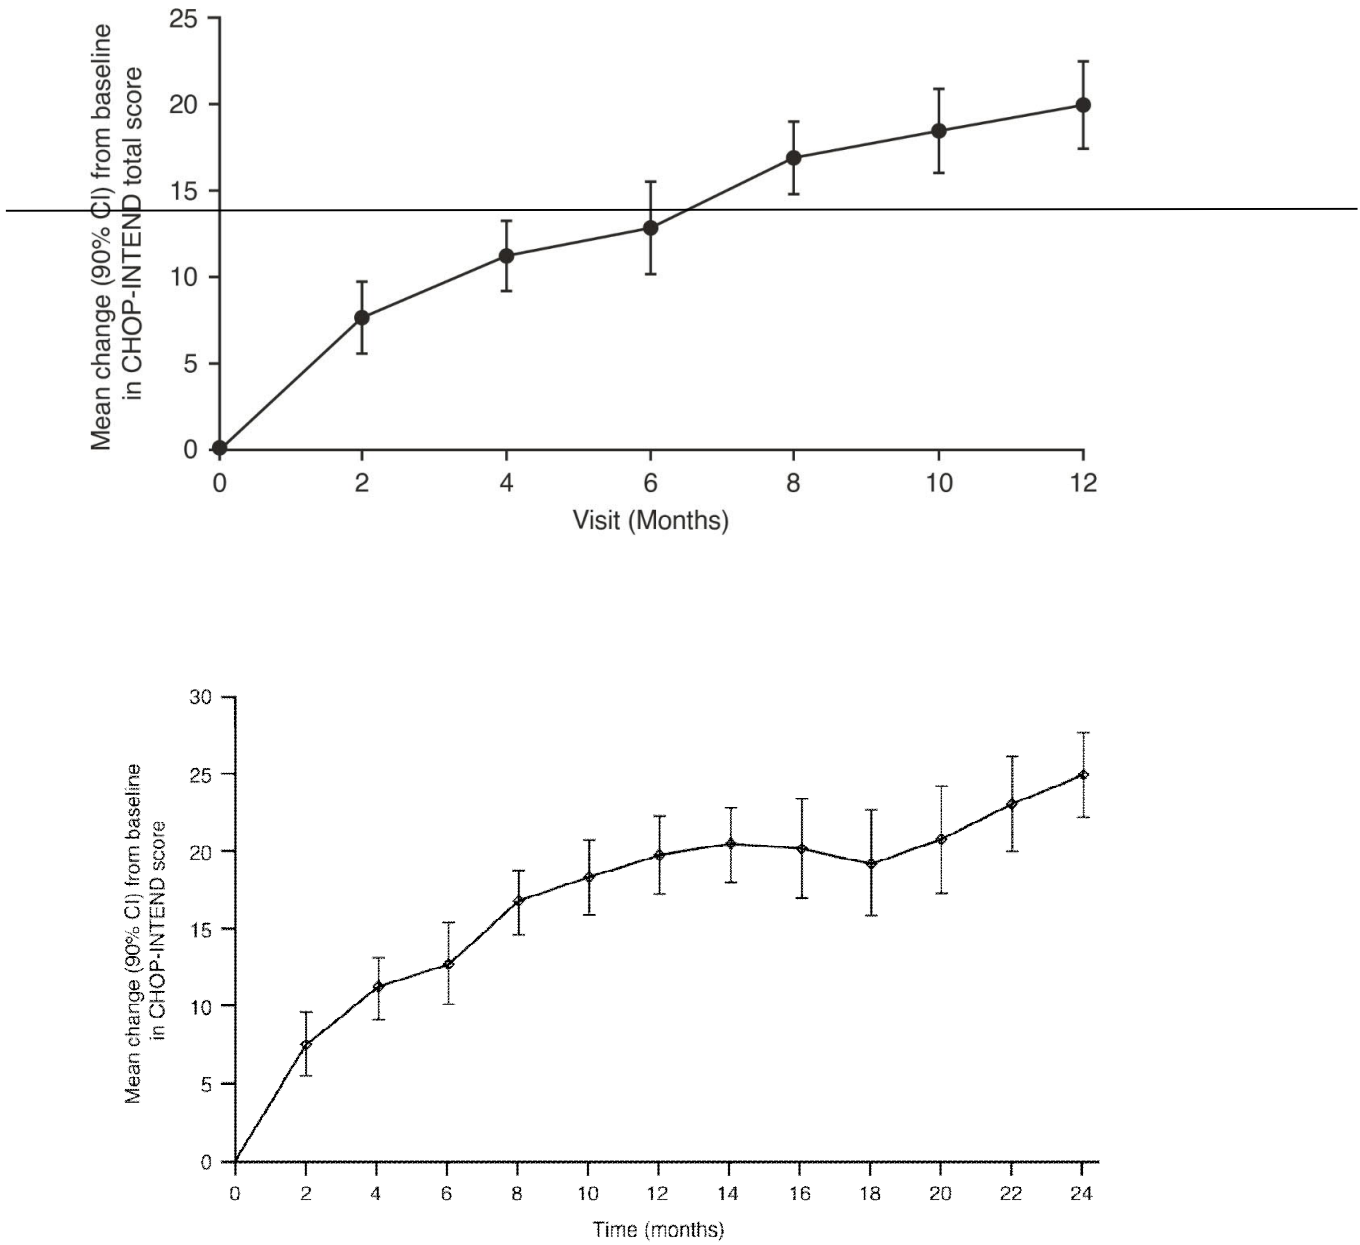 Mean change (90% CI) from baseline
in CHOP-INTEND total score
25
20
15
10
5
0
0 2 4 6 8 10 12
Visit (Months)
Mean change (90% CI) from baseline
in CHOP-INTEND score
30
25
20
15
10
5
0
0 2 4 6 8 10 12 14 16 18 20 22 24
Time (months)